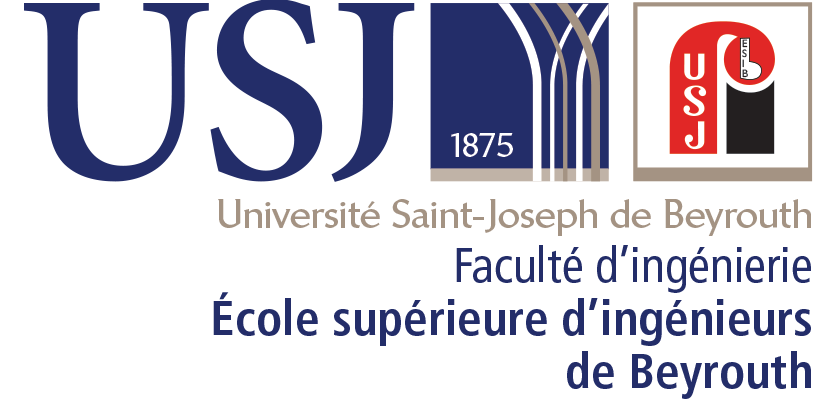 USJ
1875
USJ
ESIB
Université Saint-Joseph de Beyrouth
Faculté d’ingénierie
École supérieure d’ingénieurs
de Beyrouth